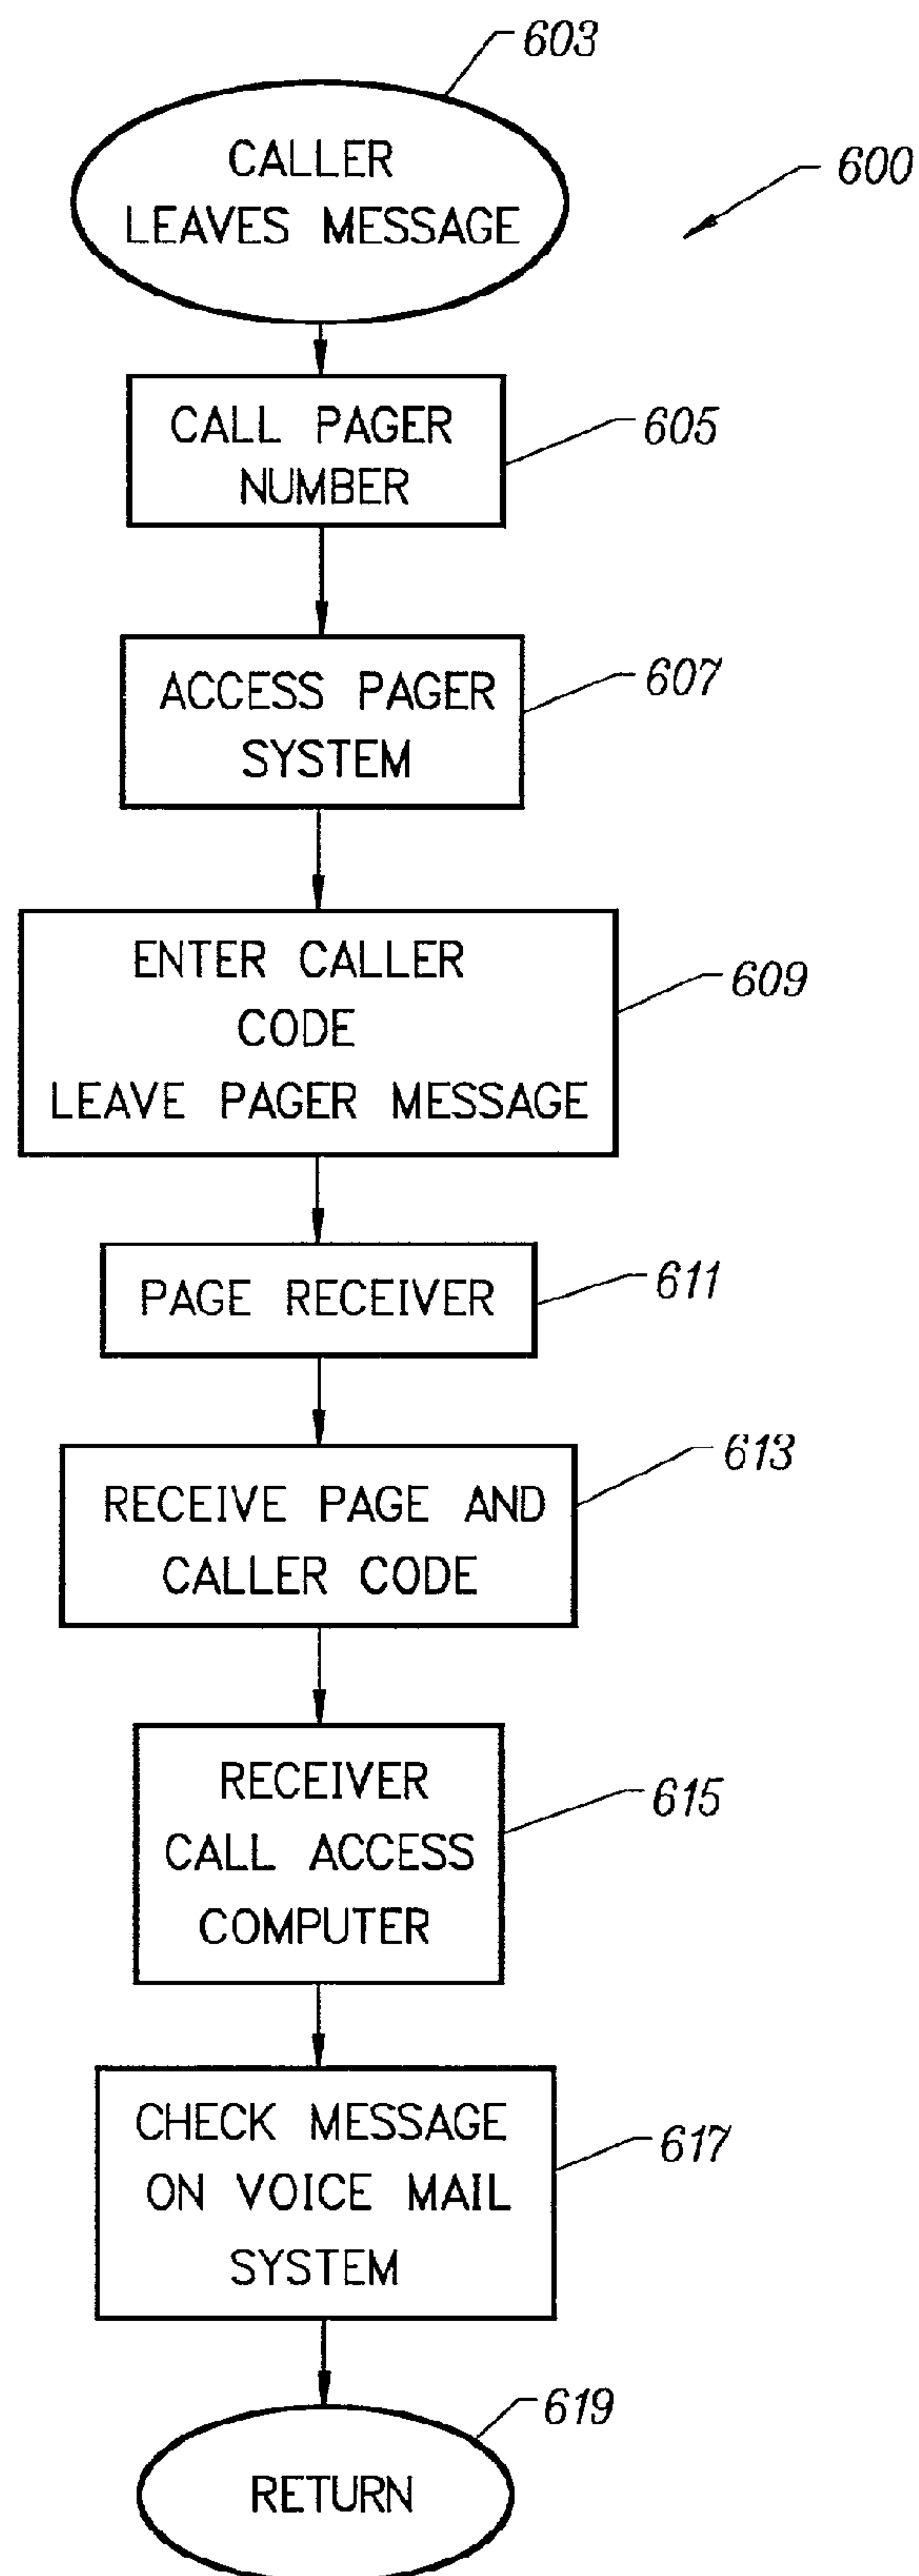 603
CALLER
LEAVES MESSAGE
600
CALL PAGER
NUMBER
605
ACCESS PAGER
SYSTEM
607
ENTER CALLER
CODE
LEAVE PAGER MESSAGE
609
PAGE RECEIVER
611
RECEIVE PAGE AND
CALLER CODE
613
RECEIVER
CALL ACCESS
COMPUTER
615
CHECK MESSAGE
ON VOICE MAIL
SYSTEM
617
619
RETURN